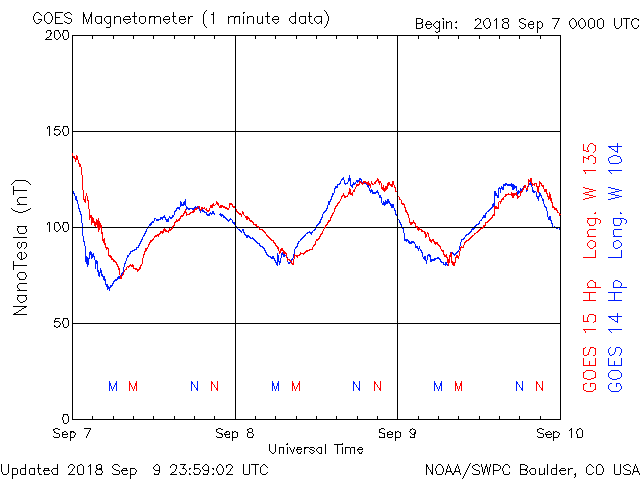 GOES Magnetometer (1 minute data)
Begin: 2018 Sep 7 0000 UTC
200
150
100
50
0
NanoTesla (nT)
M M N N M M N N M M N N
Sep 7 Sep 8 Sep 9 Sep 10
Universal Time
GOES 15 Hp Long. W 135
GOES 14 Hp Long. W 104
Updated 2018 Sep 9 23:59:02 UTC
NOAA/SWPC Boulder, CO USA